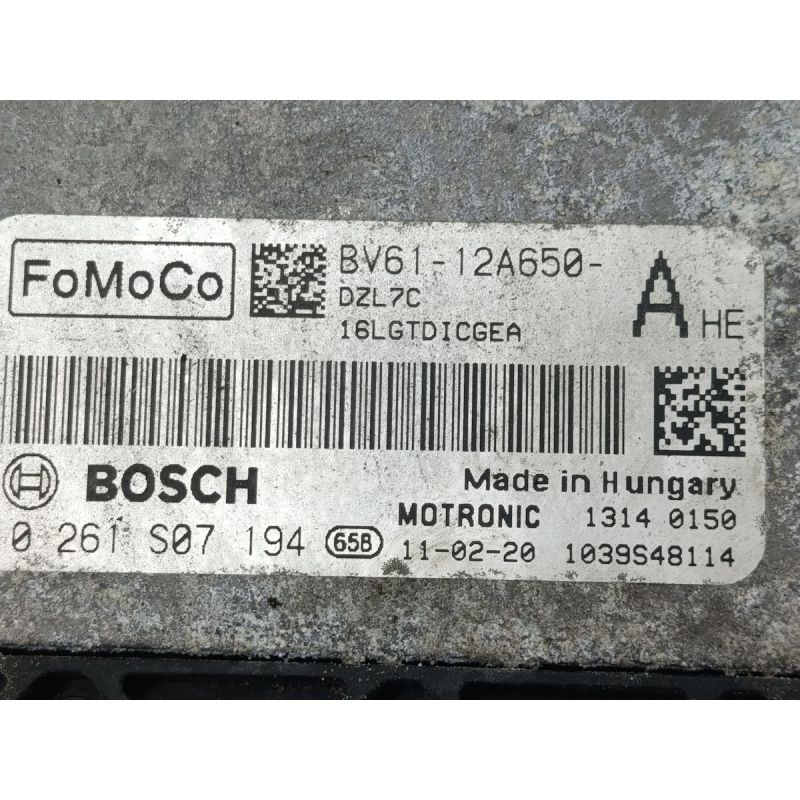 FoMoCo
BV61-12A650-
A HE
DZL7C
16LGTDICGEA
BOSCH
Made in Hungary
MOTRONIC 1314 0150
0 261 S07 194 65B 11-02-20 1039S48114